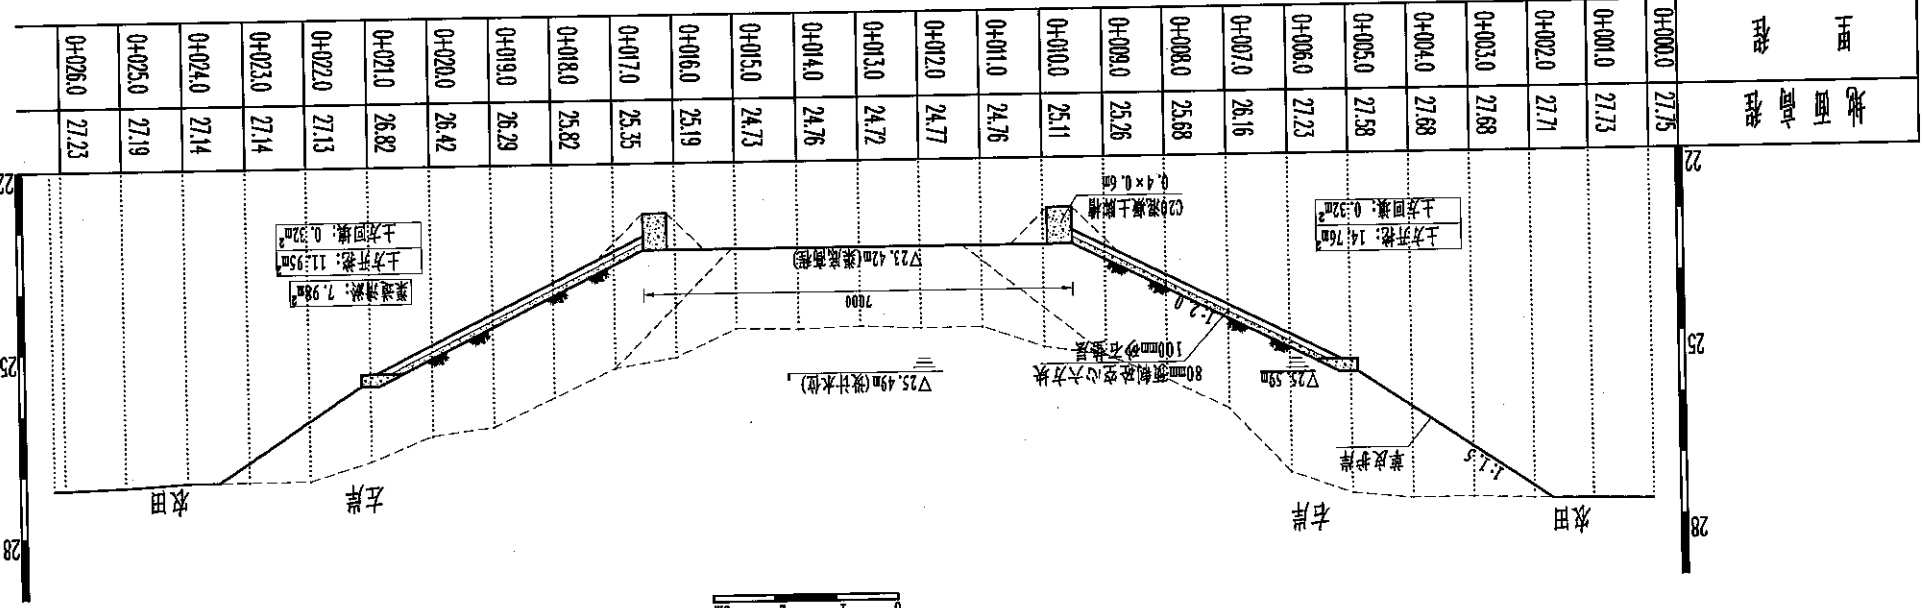 28
28
农田
右岸
左岸
农田
1:1.5
草皮护岸
25
25
▽25.59m
80mm预制砼空心六方块
100mm砂石垫层
▽25.49m(设计水位)
1:2.0
7000
▽23.42m(渠底高程)
渠道清淤: 7.98m²
土方开挖: 11.95m²
土方回填: 0.32m²
土方开挖: 14.76m²
土方回填: 0.32m²
C20混凝土脚槽
0.4×0.6m
22
22
地面高程 27.75 27.73 27.71 27.68 27.68 27.58 27.23 26.16 25.68 25.26 25.11 24.76 24.77 24.72 24.76 24.73 25.19 25.35 25.82 26.29 26.42 26.82 27.13 27.14 27.14 27.19 27.23
里程 0+000.0 0+001.0 0+002.0 0+003.0 0+004.0 0+005.0 0+006.0 0+007.0 0+008.0 0+009.0 0+010.0 0+011.0 0+012.0 0+013.0 0+014.0 0+015.0 0+016.0 0+017.0 0+018.0 0+019.0 0+020.0 0+021.0 0+022.0 0+023.0 0+024.0 0+025.0 0+026.0